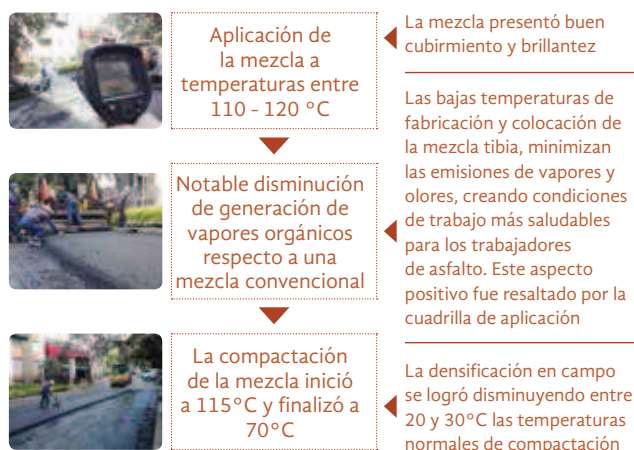 Aplicación de
la mezcla a
temperaturas entre
110 - 120 °C
La mezcla presentó buen
cubirmiento y brillantez
Notable disminución
de generación de
vapores orgánicos
respecto a una
mezcla convencional
Las bajas temperaturas de
fabricación y colocación de
la mezcla tibia, minimizan
las emisiones de vapores y
olores, creando condiciones
de trabajo más saludables
para los trabajadores
de asfalto. Este aspecto
positivo fue resaltado por la
cuadrilla de aplicación
La compactación
de la mezcla inició
a 115°C y finalizó a
70°C
La densificación en campo
se logró disminuyendo entre
20 y 30°C las temperaturas
normales de compactación